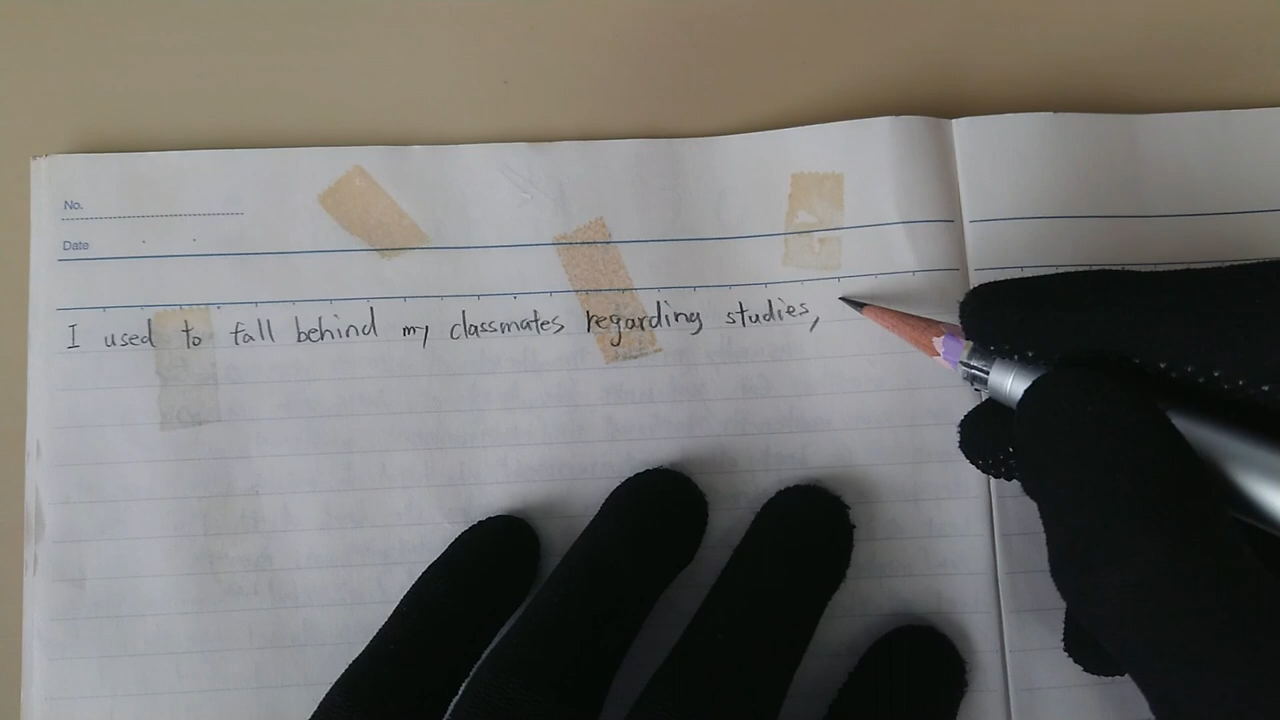 No.
Date
I used to fall behind my classmates regarding studies,